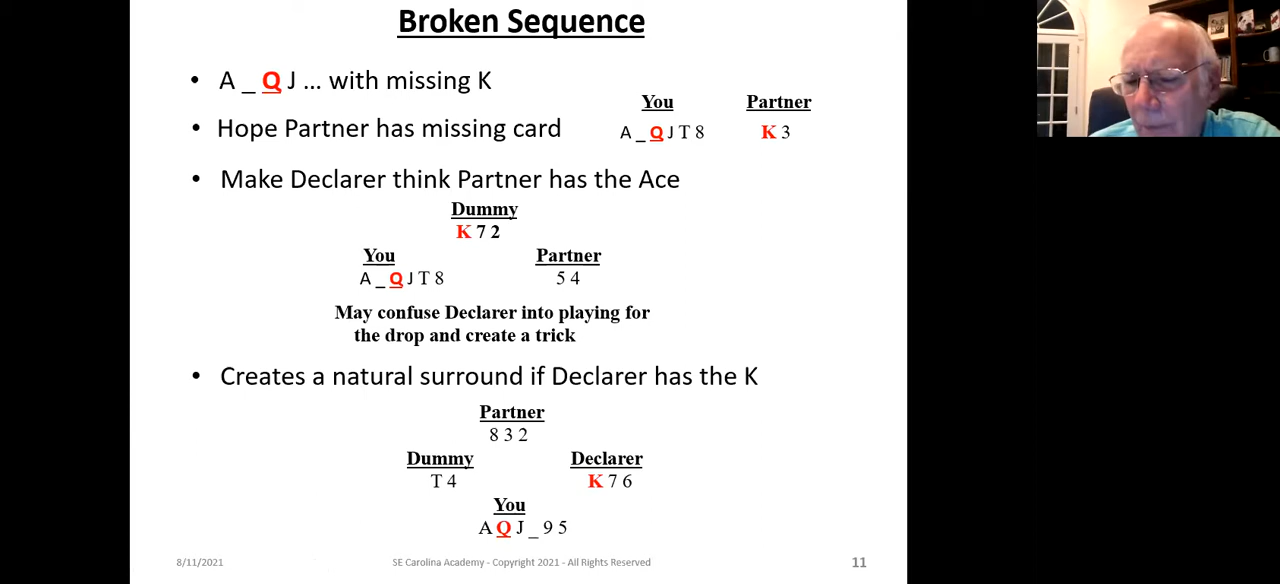 Broken Sequence
• A _ Q J ... with missing K
• Hope Partner has missing card
You Partner
A _ Q J T 8 K 3
• Make Declarer think Partner has the Ace
Dummy
K 7 2
You Partner
A _ Q J T 8 5 4
May confuse Declarer into playing for
the drop and create a trick
• Creates a natural surround if Declarer has the K
Partner
8 3 2
Dummy Declarer
T 4 K 7 6
You
A Q J _ 9 5
8/11/2021 SE Carolina Academy - Copyright 2021 - All Rights Reserved 11